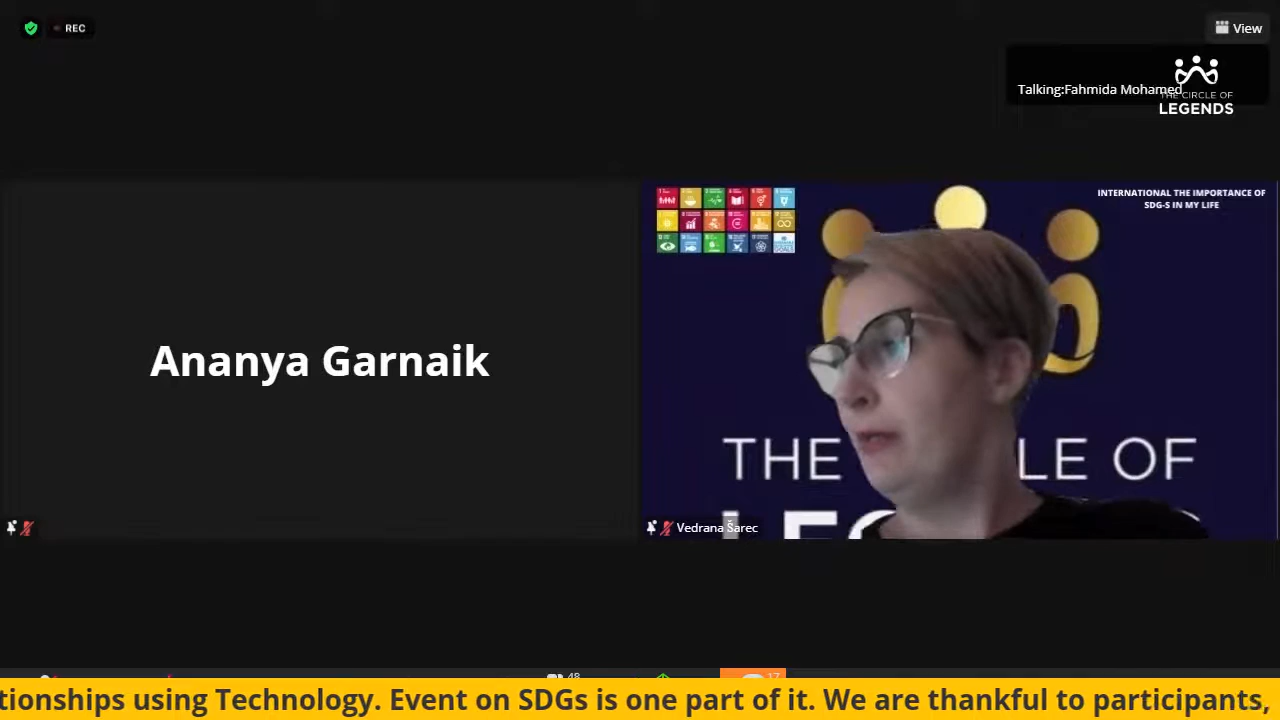 REC
View
Talking:Fahmida Mohamed
THE CIRCLE OF
LEGENDS
INTERNATIONAL THE IMPORTANCE OF
SDG-S IN MY LIFE
Ananya Garnaik
THE
LE OF
Vedrana Šarec
48
17
tionships using Technology. Event on SDGs is one part of it. We are thankful to participants,